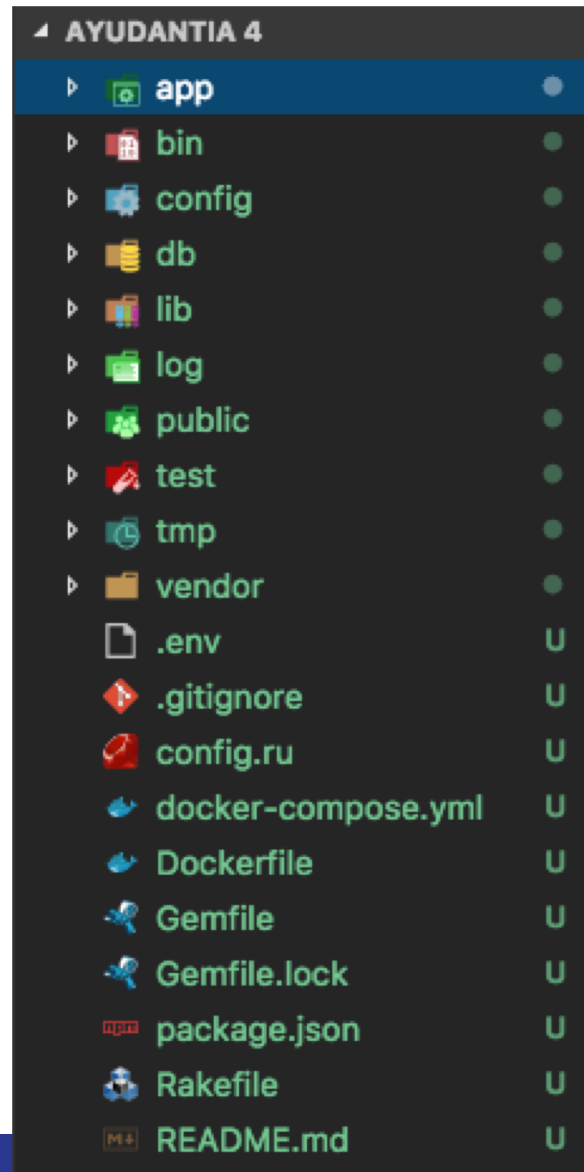 AYUDANTIA 4
app
bin
config
db
lib
log
public
test
tmp
vendor
.env U
.gitignore U
config.ru U
docker-compose.yml U
Dockerfile U
Gemfile U
Gemfile.lock U
npm package.json U
Rakefile U
M↓ README.md U